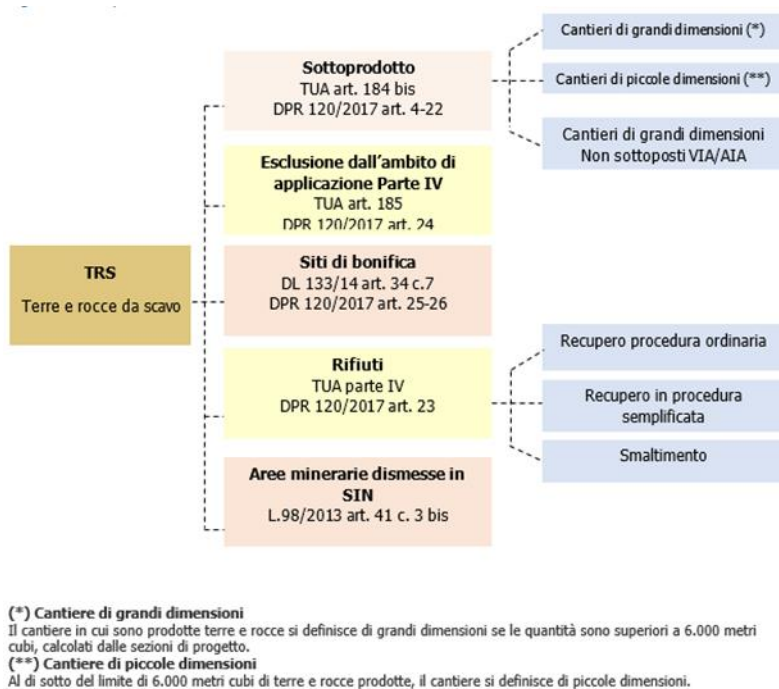 Cantieri di grandi dimensioni (*)
Sottoprodotto
TUA art. 184 bis
DPR 120/2017 art. 4-22
Cantieri di piccole dimensioni (**)
Cantieri di grandi dimensioni
Non sottoposti VIA/AIA
Esclusione dall'ambito di
applicazione Parte IV
TUA art. 185
DPR 120/2017 art. 24
TRS
Terre e rocce da scavo
Siti di bonifica
DL 133/14 art. 34 c.7
DPR 120/2017 art. 25-26
Rifiuti
TUA parte IV
DPR 120/2017 art. 23
Recupero procedura ordinaria
Recupero in procedura
semplificata
Smaltimento
Aree minerarie dismesse in
SIN
L.98/2013 art. 41 c. 3 bis
(*) Cantiere di grandi dimensioni
Il cantiere in cui sono prodotte terre e rocce si definisce di grandi dimensioni se le quantità sono superiori a 6.000 metri
cubi, calcolati dalle sezioni di progetto.
(**) Cantiere di piccole dimensioni
Al di sotto del limite di 6.000 metri cubi di terre e rocce prodotte, il cantiere si definisce di piccole dimensioni.